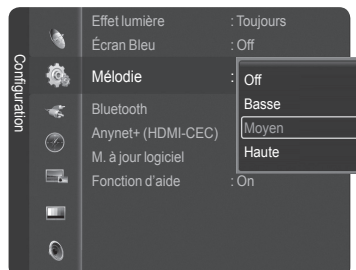 Configuration
Effet lumière : Toujours
Écran Bleu : Off
Mélodie :
Off
Basse
Moyen
Haute
Bluetooth
Anynet+ (HDMI-CEC)
M. à jour logiciel
Fonction d'aide : On